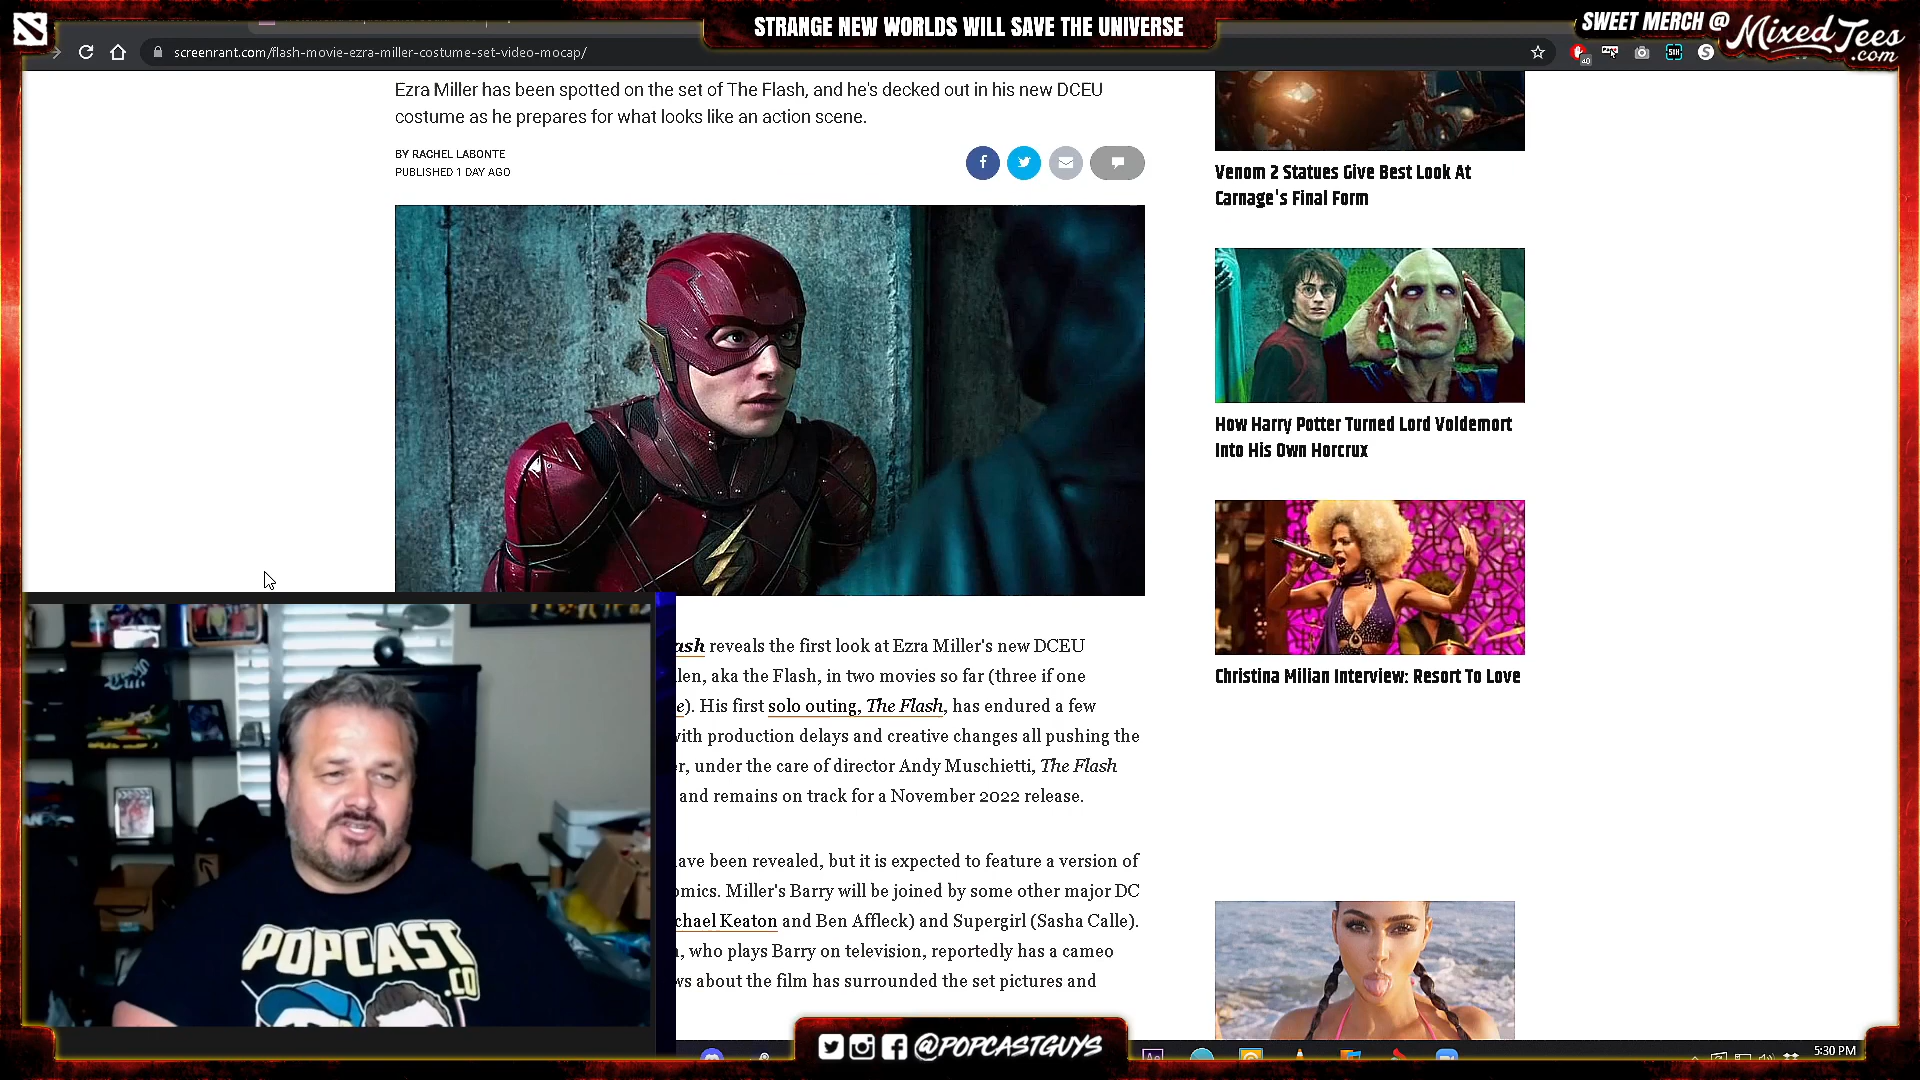 STRANGE NEW WORLDS WILL SAVE THE UNIVERSE
SWEET MERCH @
MixedTees
.com
screenrant.com/flash-movie-ezra-miller-costume-set-video-mocap/
40
Ezra Miller has been spotted on the set of The Flash, and he's decked out in his new DCEU
costume as he prepares for what looks like an action scene.
BY RACHEL LABONTE
PUBLISHED 1 DAY AGO
Venom 2 Statues Give Best Look At
Carnage's Final Form
How Harry Potter Turned Lord Voldemort
Into His Own Horcrux
Christina Milian Interview: Resort To Love
ash reveals the first look at Ezra Miller's new DCEU
len, aka the Flash, in two movies so far (three if one
e). His first solo outing, The Flash, has endured a few
with production delays and creative changes all pushing the
er, under the care of director Andy Muschietti, The Flash
and remains on track for a November 2022 release.
have been revealed, but it is expected to feature a version of
omics. Miller's Barry will be joined by some other major DC
chael Keaton and Ben Affleck) and Supergirl (Sasha Calle).
, who plays Barry on television, reportedly has a cameo
ws about the film has surrounded the set pictures and
POPCAST
.CO
@POPCASTGUYS
5:30 PM